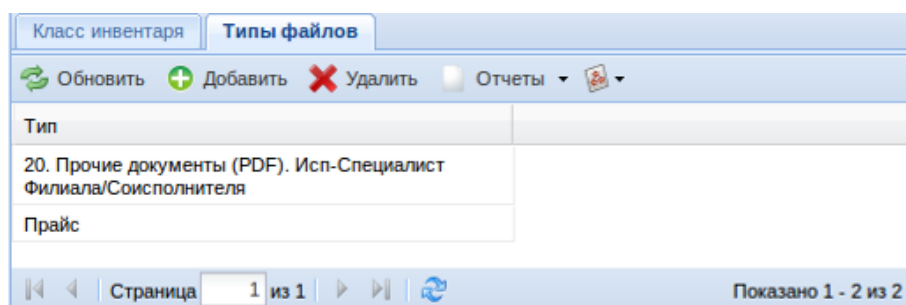 Класс инвентаря Типы файлов
Обновить Добавить Удалить Отчеты
Тип
20. Прочие документы (PDF). Исп-Специалист
Филиала/Соисполнителя
Прайс
Страница 1 из 1 Показано 1 - 2 из 2